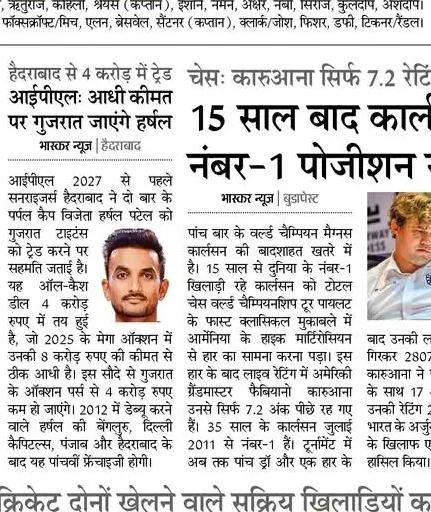 , ऋतुराज, कोहली, श्रेयस (कप्तान), ईशान, नमन, अक्षर, नबी, सिराज, कुलदीप, अर्शदीप।
फॉक्सक्रॉफ्ट/मिच, एलन, ब्रेसवेल, सैंटनर (कप्तान), क्लार्क/जोश, फिशर, डफी, टिकनर/रैंडल।
हैदराबाद से 4 करोड़ में ट्रेड
आईपीएलः आधी कीमत
पर गुजरात जाएंगे हर्षल
भास्कर न्यूज | हैदराबाद
आईपीएल 2027 से पहले
सनराइजर्स हैदराबाद ने दो बार के
पर्पल कैप विजेता हर्षल पटेल को
गुजरात टाइटंस
को ट्रेड करने पर
सहमति जताई है।
यह ऑल-कैश
डील 4 करोड़
रुपए में तय हुई
है, जो 2025 के मेगा ऑक्शन में
उनकी 8 करोड़ रुपए की कीमत से
ठीक आधी है। इस सौदे से गुजरात
के ऑक्शन पर्स से 4 करोड़ रुपए
कम हो जाएंगे। 2012 में डेब्यू करने
वाले हर्षल की बेंगलुरु, दिल्ली
कैपिटल्स, पंजाब और हैदराबाद के
बाद यह पांचवीं फ्रेंचाइजी होगी।
चेसः कारुआना सिर्फ 7.2 रेटिं
15 साल बाद कार्ल
नंबर-1 पोजीशन
भास्कर न्यूज | बुडापेस्ट
पांच बार के वर्ल्ड चैम्पियन मैग्नस
कार्लसन की बादशाहत खतरे में
है। 15 साल से दुनिया के नंबर-1
खिलाड़ी रहे कार्लसन को टोटल
चेस वर्ल्ड चैम्पियनशिप टूर पायलट
के फास्ट क्लासिकल मुकाबले में
आर्मेनिया के हाइक मार्टिरोसियन
से हार का सामना करना पड़ा। इस
हार के बाद लाइव रेटिंग में अमेरिकी
ग्रैंडमास्टर फैबियानो कारुआना
उनसे सिर्फ 7.2 अंक पीछे रह गए
हैं। 35 साल के कार्लसन जुलाई
2011 से नंबर-1 हैं। टूर्नामेंट में
अब तक पांच ड्रॉ और एक हार के
बाद उनकी ल
गिरकर 2807
कारुआना ने
के साथ 17
उनकी रेटिंग 2
भारत के अर्जु
के खिलाफ ए
हासिल किया।
क्रिकेट दोनों खेलने वाले सक्रिय खिलाड़ियों क